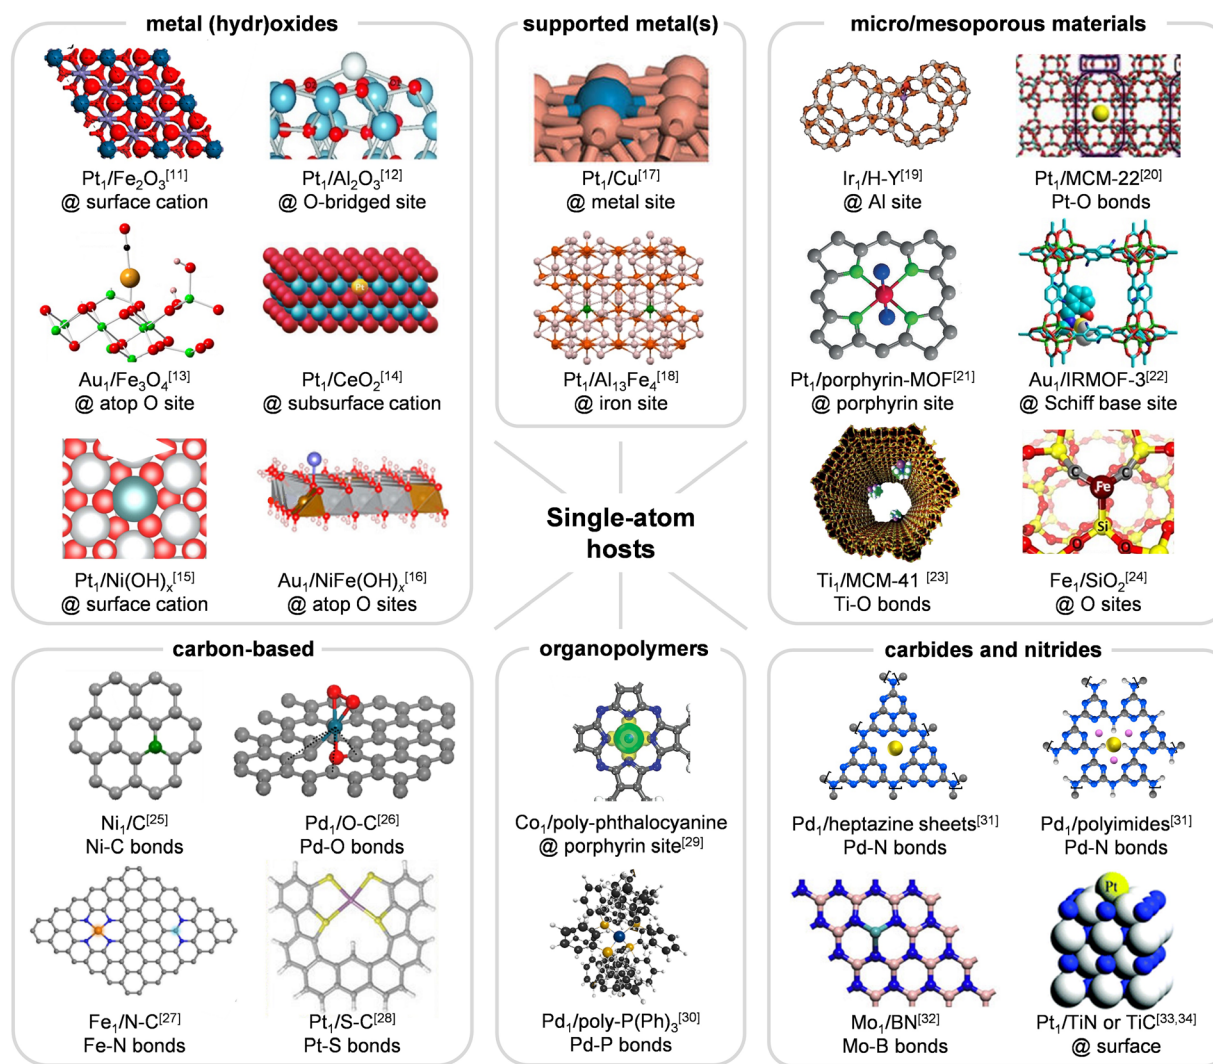 metal (hydr)oxides
Pt1/Fe2O3[11]
@ surface cation
Pt1/Al2O3[12]
@ O-bridged site
Au1/Fe3O4[13]
@ atop O site
Pt
Pt1/CeO2[14]
@ subsurface cation
Pt1/Ni(OH)x[15]
@ surface cation
Au1/NiFe(OH)x[16]
@ atop O sites
supported metal(s)
Pt1/Cu[17]
@ metal site
Pt1/Al13Fe4[18]
@ iron site
micro/mesoporous materials
Ir1/H-Y[19]
@ Al site
Pt1/MCM-22[20]
Pt-O bonds
Pt1/porphyrin-MOF[21]
@ porphyrin site
Au1/IRMOF-3[22]
@ Schiff base site
Ti1/MCM-41 [23]
Ti-O bonds
C Fe C
Si
O O
Fe1/SiO2[24]
@ O sites
Single-atom
hosts
carbon-based
Ni1/C[25]
Ni-C bonds
Pd1/O-C[26]
Pd-O bonds
Fe1/N-C[27]
Fe-N bonds
Pt1/S-C[28]
Pt-S bonds
organopolymers
Co1/poly-phthalocyanine
@ porphyrin site[29]
Pd1/poly-P(Ph)3[30]
Pd-P bonds
carbides and nitrides
Pd1/heptazine sheets[31]
Pd-N bonds
Pd1/polyimides[31]
Pd-N bonds
Mo1/BN[32]
Mo-B bonds
Pt
Pt1/TiN or TiC[33,34]
@ surface